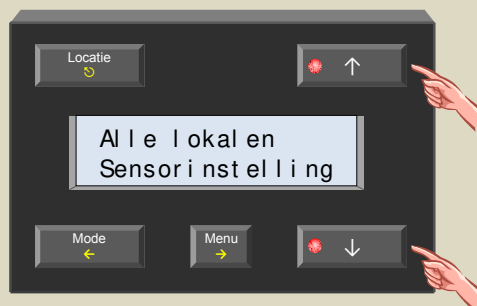 Locatie
↑
Alle lokalen
Sensorinstelling
Mode
←
Menu
→
↓